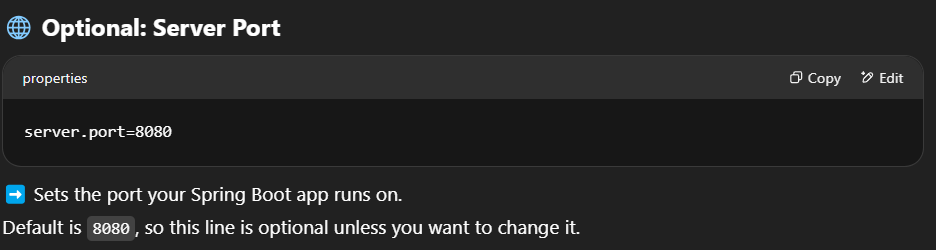 🌐 Optional: Server Port
properties Copy Edit
server.port=8080
➡️ Sets the port your Spring Boot app runs on.
Default is 8080, so this line is optional unless you want to change it.